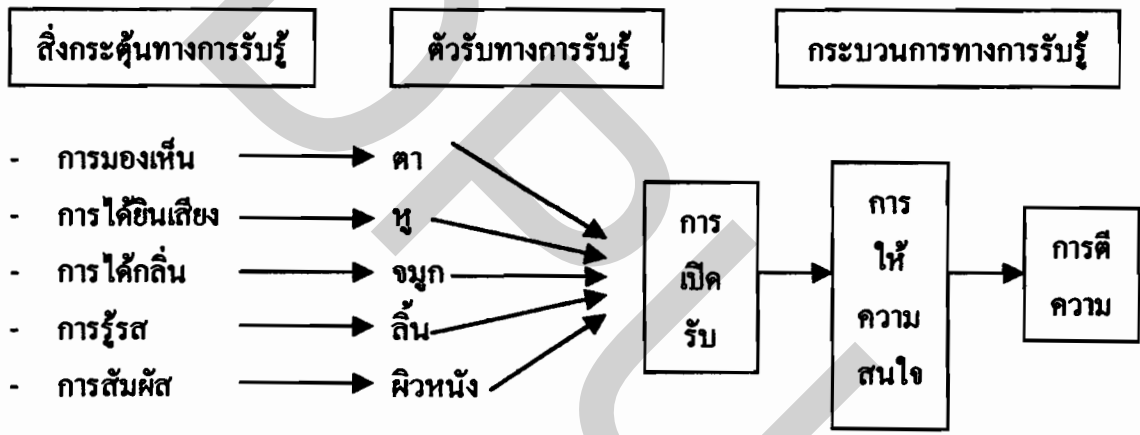 สิ่งกระตุ้นทางการรับรู้
ตัวรับทางการรับรู้
กระบวนการทางการรับรู้
- การมองเห็น
ตา
- การได้ยินเสียง
หู
- การได้กลิ่น
จมูก
- การรู้รส
ลิ้น
- การสัมผัส
ผิวหนัง
การ
เปิด
รับ
การ
ให้
ความ
สนใจ
การตี
ความ